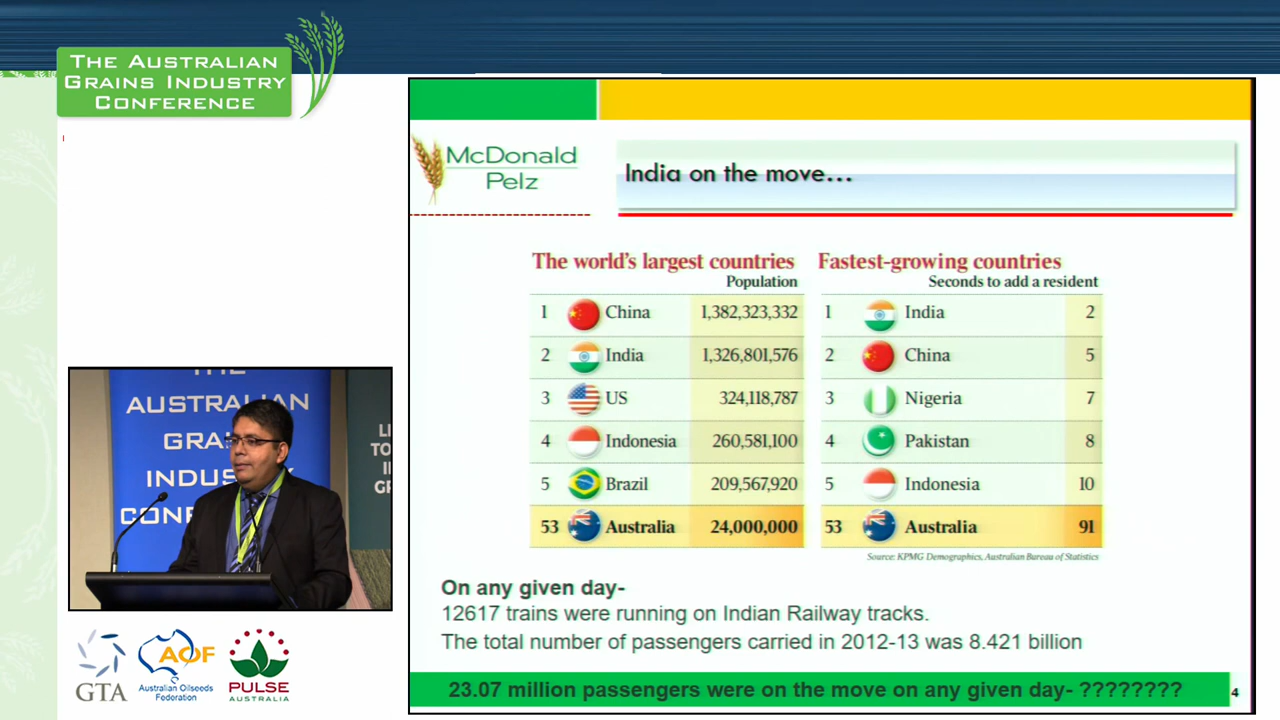 THE AUSTRALIAN
GRAINS INDUSTRY
CONFERENCE
McDonald
Pelz
India on the move...
The world's largest countries
Population
1 China 1,382,323,332
2 India 1,326,801,576
3 US 324,118,787
4 Indonesia 260,581,100
5 Brazil 209,567,920
53 Australia 24,000,000
Fastest-growing countries
Seconds to add a resident
1 India 2
2 China 5
3 Nigeria 7
4 Pakistan 8
5 Indonesia 10
53 Australia 91
Source: KPMG Demographics, Australian Bureau of Statistics
On any given day-
12617 trains were running on Indian Railway tracks.
The total number of passengers carried in 2012-13 was 8.421 billion
23.07 million passengers were on the move on any given day- ????????
4
THE
AUSTRALIAN
INDUSTRY
GTA
AOF
Australian Oilseeds
Federation
PULSE
AUSTRALIA